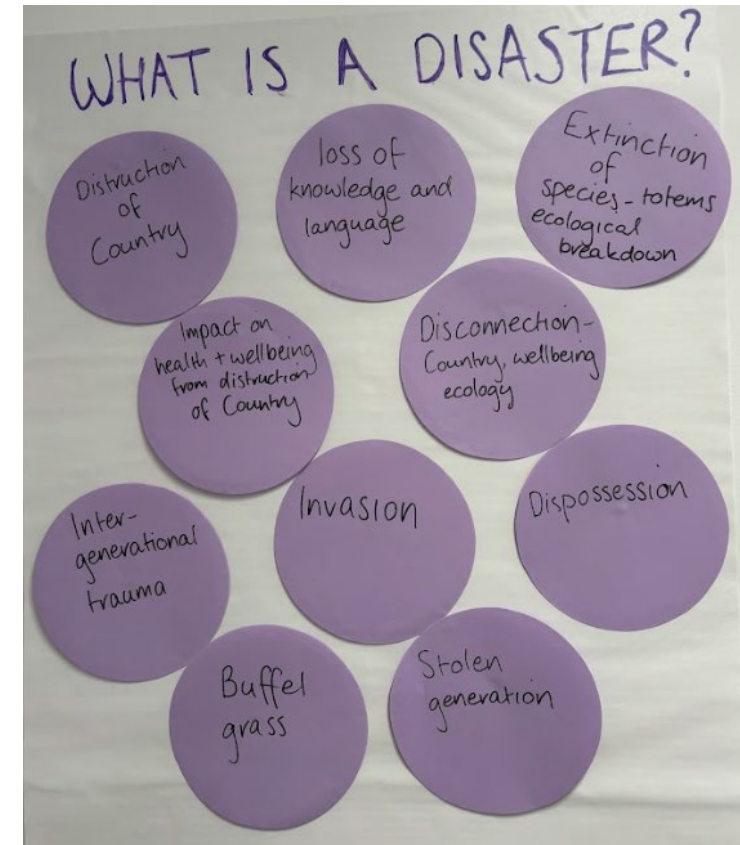 WHAT IS A DISASTER?
Distruction
of
Country
loss of
knowledge and
language
Extinction
of
species - totems
ecological
breakdown
Impact on
health + wellbeing
from distruction
of Country
Disconnection -
Country, wellbeing
ecology
Inter-
generational
trauma
Invasion
Dispossession
Buffel
grass
Stolen
generation